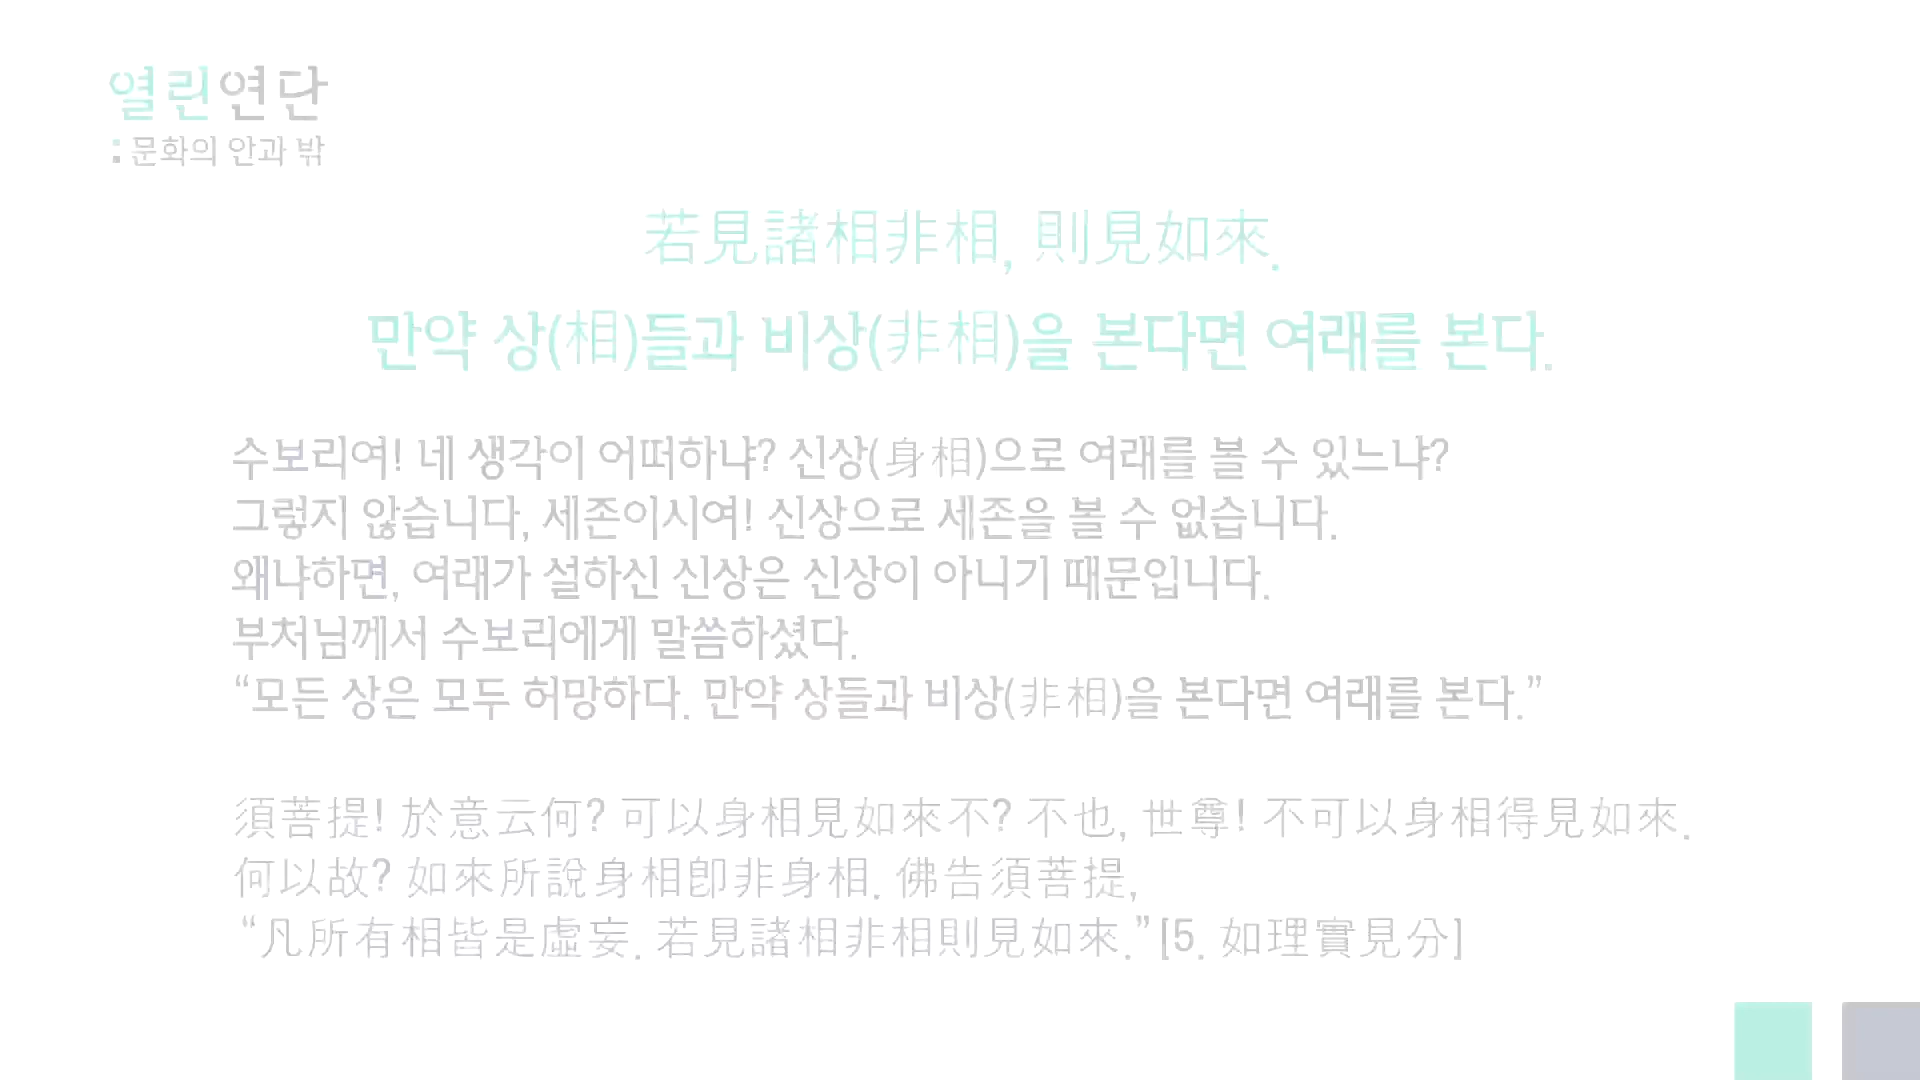 열린연단
: 문화의 안과 밖
若見諸相非相, 則見如來.
만약 상(相)들과 비상(非相)을 본다면 여래를 본다.
수보리여! 네 생각이 어떠하냐? 신상(身相)으로 여래를 볼 수 있느냐?
그렇지 않습니다, 세존이시여! 신상으로 세존을 볼 수 없습니다.
왜냐하면, 여래가 설하신 신상은 신상이 아니기 때문입니다.
부처님께서 수보리에게 말씀하셨다.
“모든 상은 모두 허망하다. 만약 상들과 비상(非相)을 본다면 여래를 본다.”
須菩提! 於意云何? 可以身相見如來不? 不也, 世尊! 不可以身相得見如來.
何以故? 如來所說身相卽非身相. 佛告須菩提,
“凡所有相皆是虛妄. 若見諸相非相則見如來.” [5. 如理實見分]